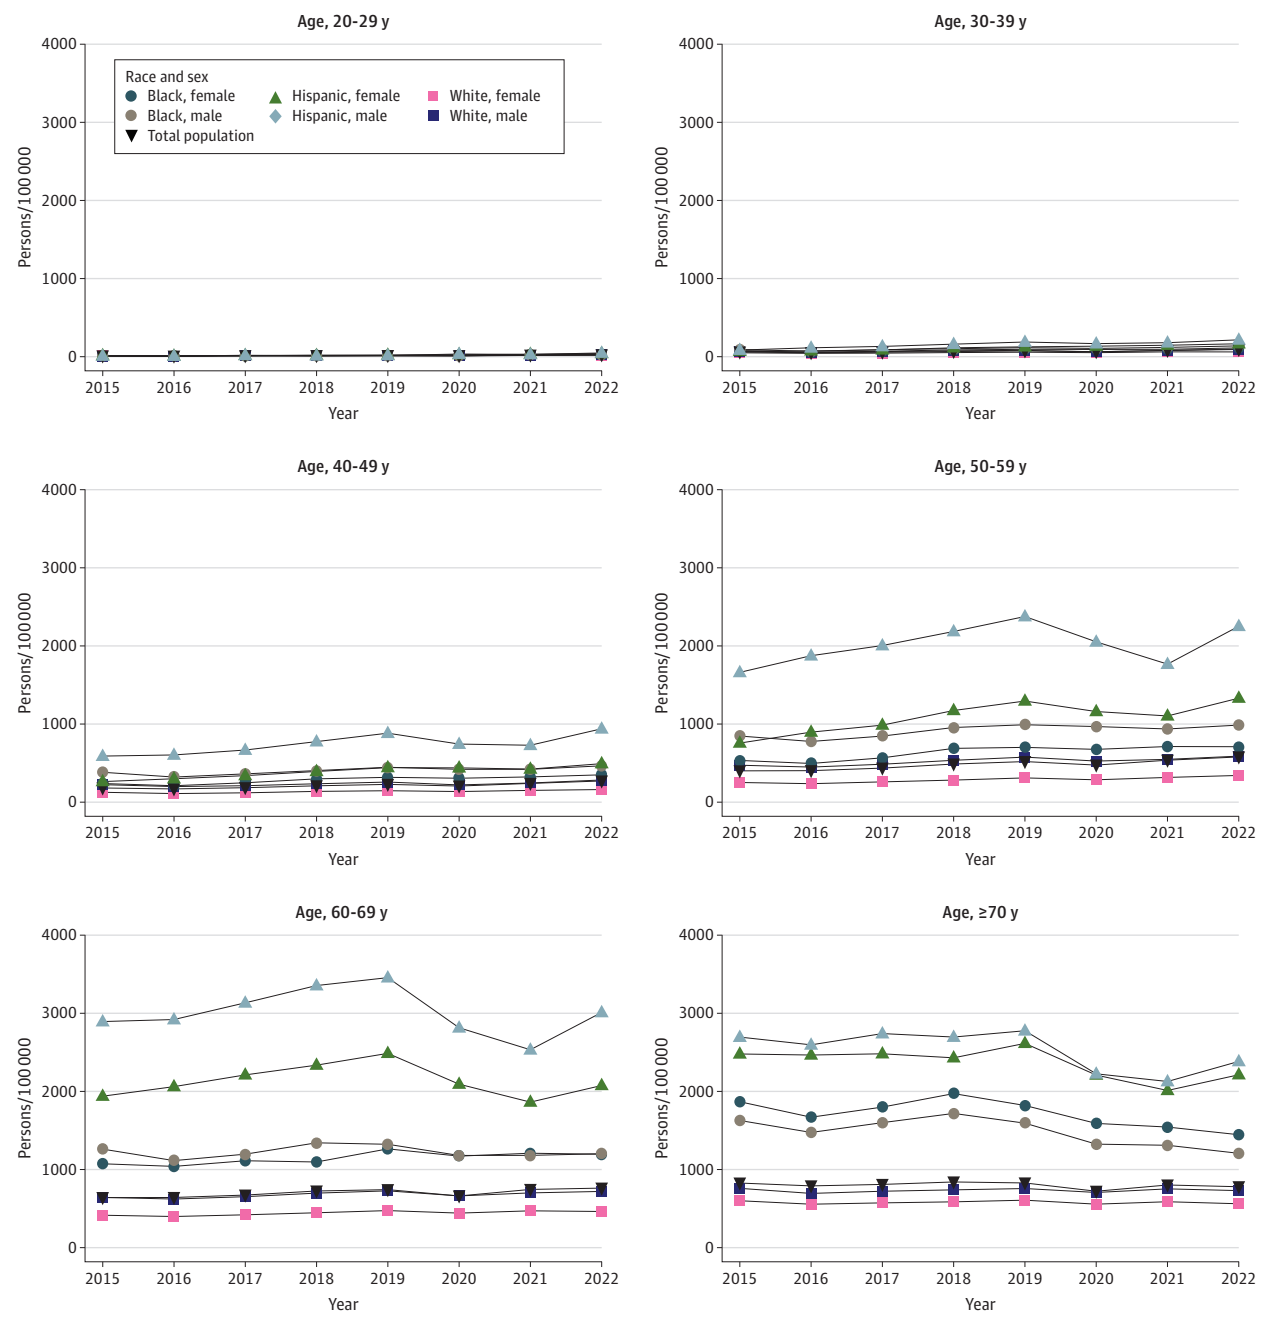 Age, 20-29 y
4000
3000
2000
1000
0
Persons/100 000
Race and sex
Black, female
Hispanic, female
White, female
Black, male
Hispanic, male
White, male
Total population
2015 2016 2017 2018 2019 2020 2021 2022
Year
Age, 30-39 y
4000
3000
2000
1000
0
Persons/100 000
2015 2016 2017 2018 2019 2020 2021 2022
Year
Age, 40-49 y
4000
3000
2000
1000
0
Persons/100 000
2015 2016 2017 2018 2019 2020 2021 2022
Year
Age, 50-59 y
4000
3000
2000
1000
0
Persons/100 000
2015 2016 2017 2018 2019 2020 2021 2022
Year
Age, 60-69 y
4000
3000
2000
1000
0
Persons/100 000
2015 2016 2017 2018 2019 2020 2021 2022
Year
Age, ≥70 y
4000
3000
2000
1000
0
Persons/100 000
2015 2016 2017 2018 2019 2020 2021 2022
Year